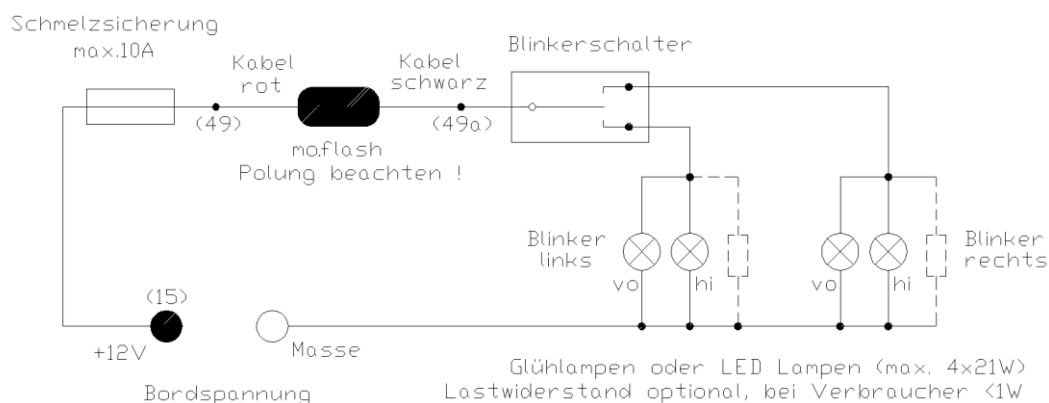 Schmelzsicherung
max.10A
Kabel
rot
Kabel
schwarz
Blinkerschalter
(49)
(49a)
mo.flash
Polung beachten !
Blinker
links
vo
hi
vo
hi
Blinker
rechts
(15)
+12V
Masse
Bordspannung
Glühlampen oder LED Lampen (max. 4x21W)
Lastwiderstand optional, bei Verbraucher <1W